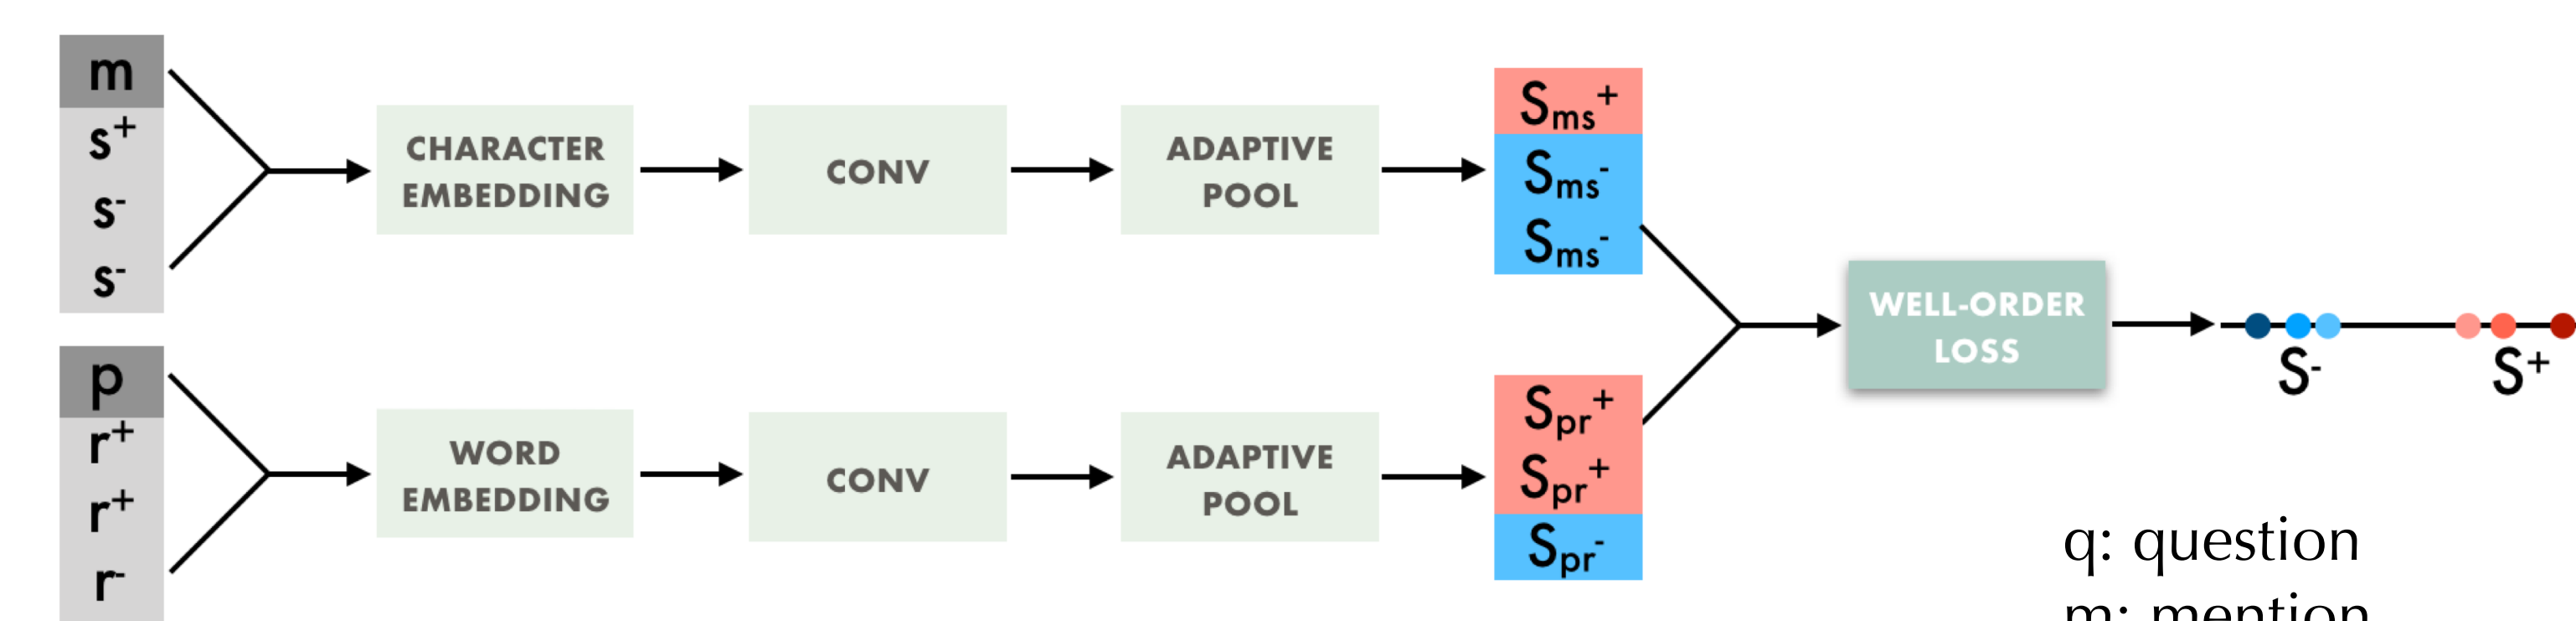 m
s+
s-
s-
CHARACTER
EMBEDDING
CONV
ADAPTIVE
POOL
Sms+
Sms-
Sms-
WELL-ORDER
LOSS
S-
S+
p
r+
r+
r-
WORD
EMBEDDING
CONV
ADAPTIVE
POOL
Spr+
Spr+
Spr-
q: question
m: mention